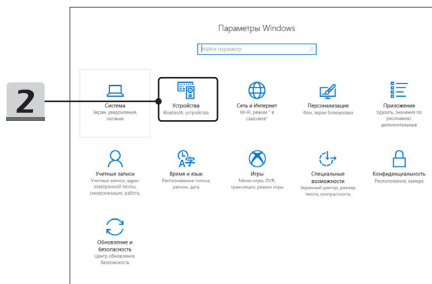 Параметры Windows
Найти параметр
2
Система
Экран, уведомления,
питание
Устройства
Bluetooth, устройства
Сеть и Интернет
Wi-Fi, режим "в
самолете"
Персонализация
Фон, экран блокировки
Приложения
Удалить, значения по
умолчанию,
дополнительные
Учетные записи
Учетные записи, адрес
электронной почты,
синхронизация, работа
Время и язык
Распознавание голоса,
регион, дата
Игры
Меню игры, DVR,
трансляция, режим игры
Специальные
возможности
Экранный диктор, размер
текста, контрастность
Конфиденциальность
Расположение, камера
Обновление и
безопасность
Центр обновления,
безопасность